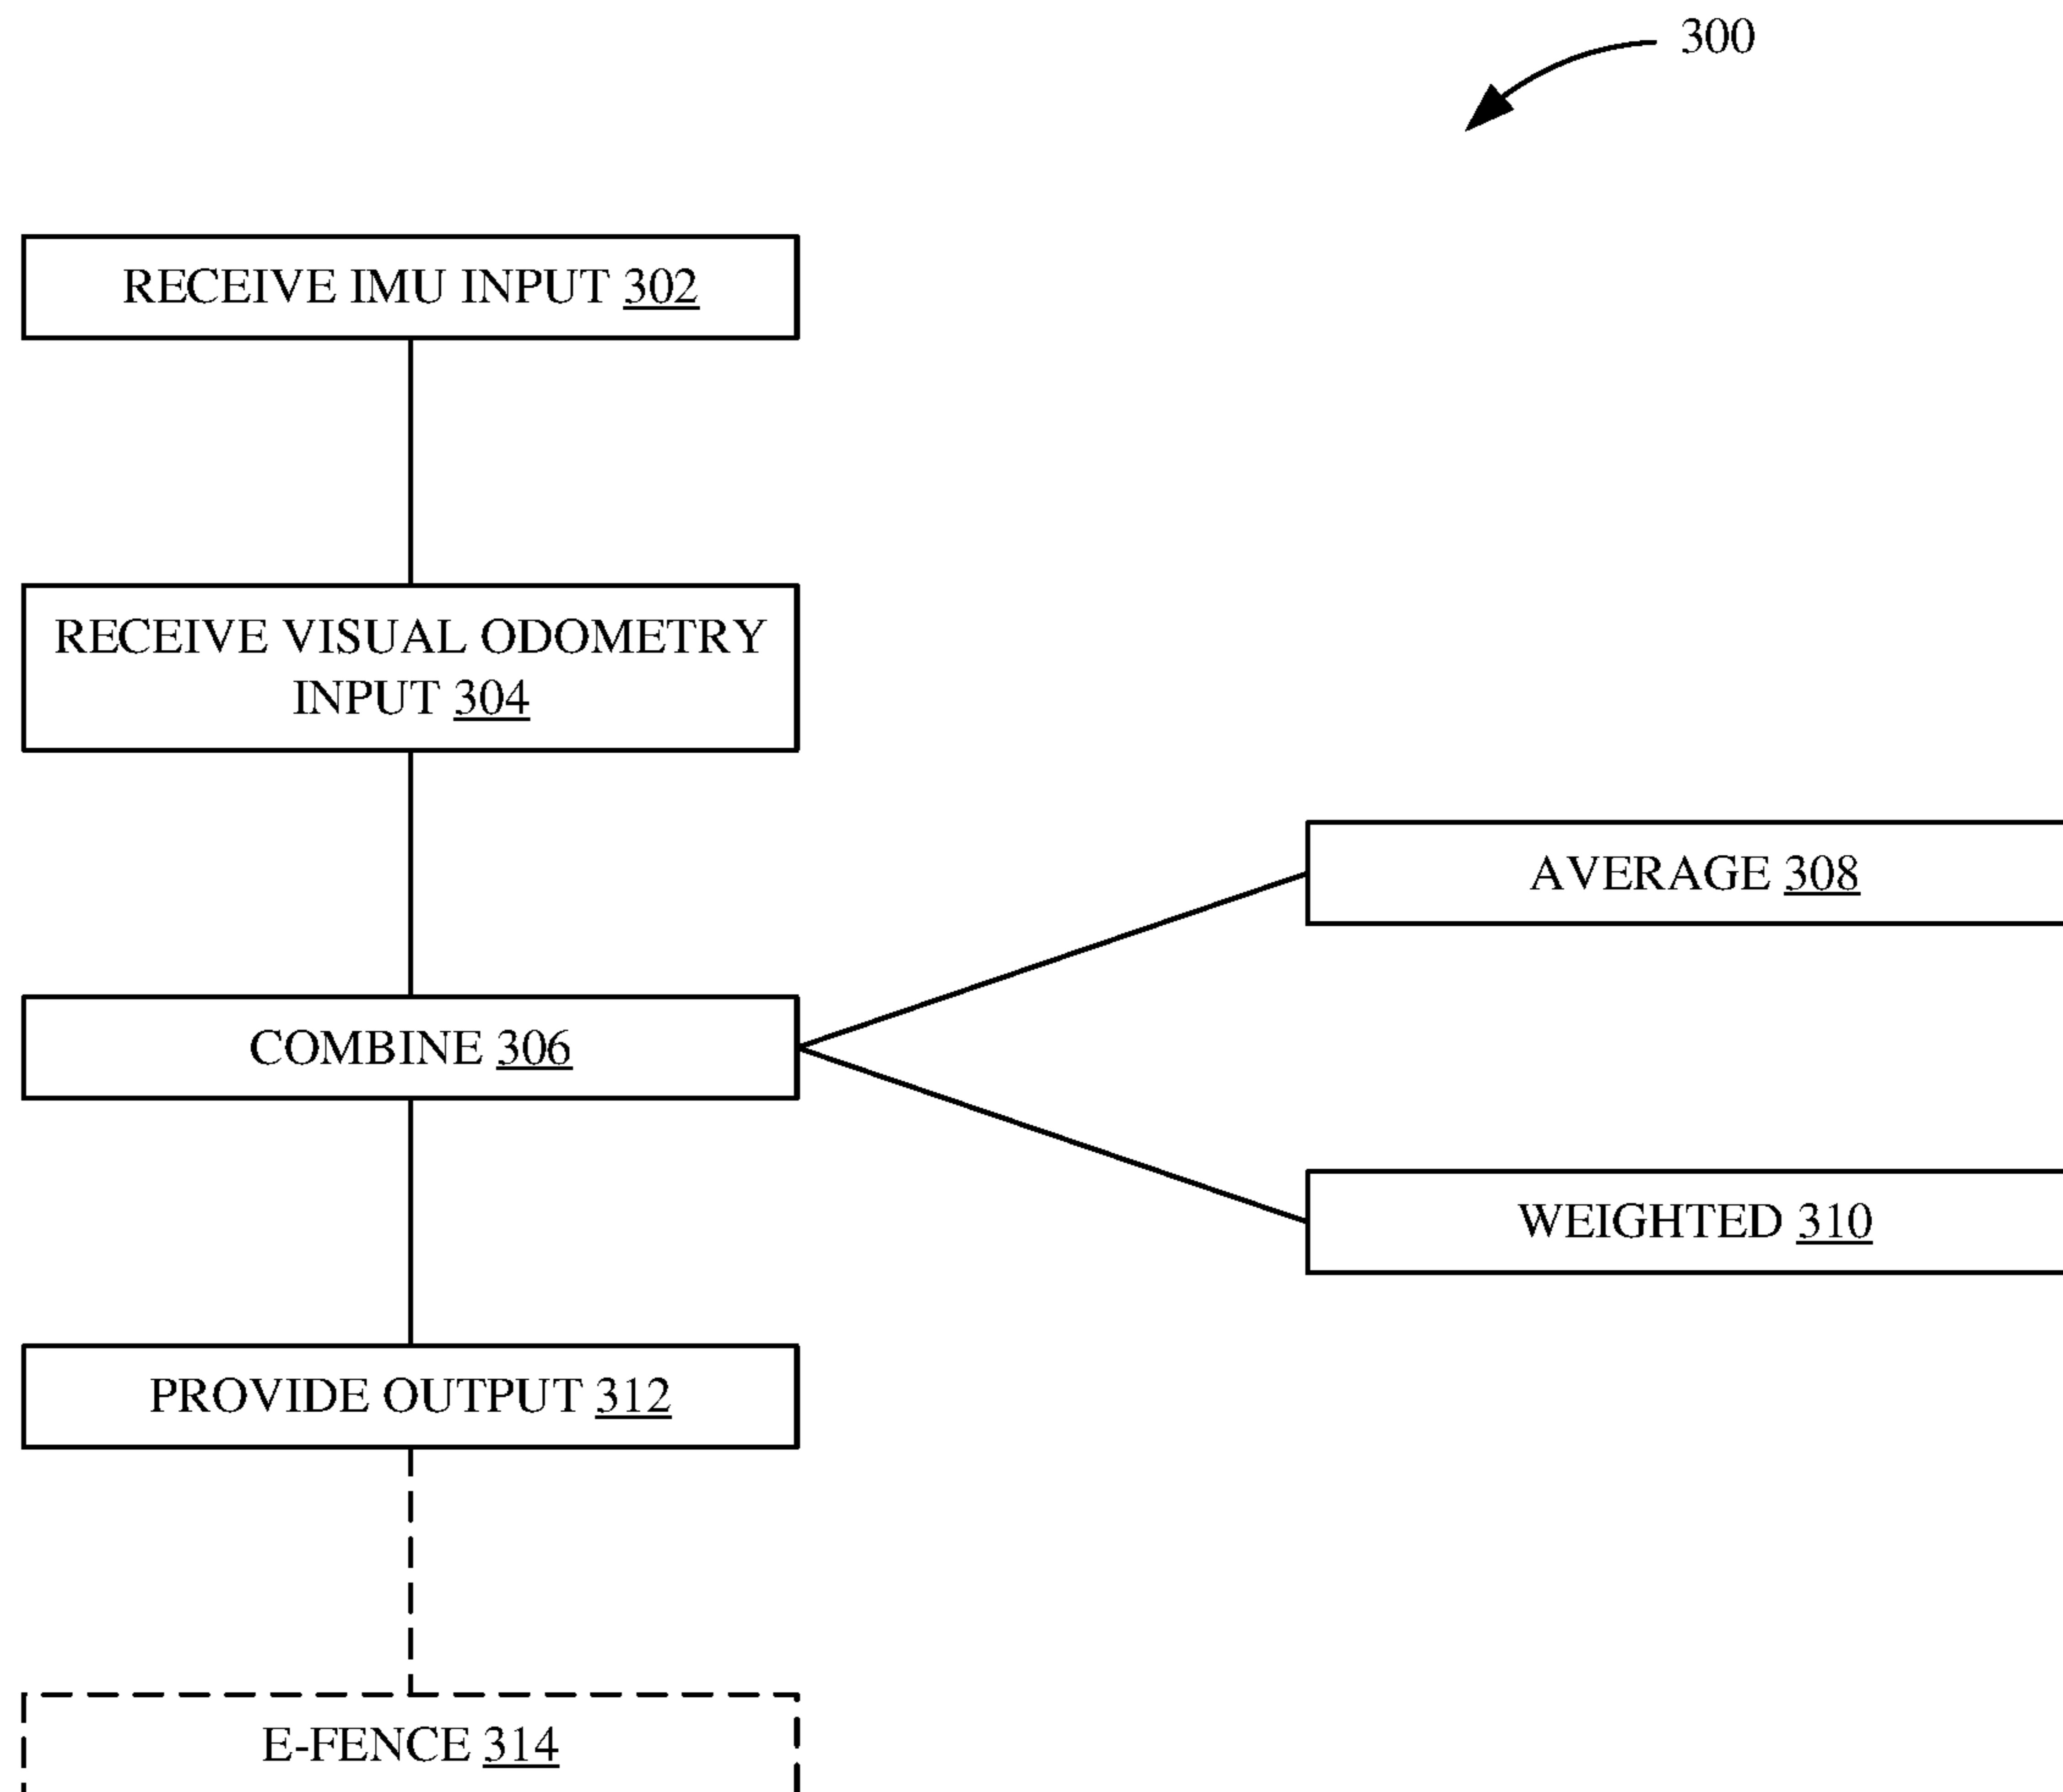 300
RECEIVE IMU INPUT 302
RECEIVE VISUAL ODOMETRY
INPUT 304
AVERAGE 308
COMBINE 306
WEIGHTED 310
PROVIDE OUTPUT 312
E-FENCE 314